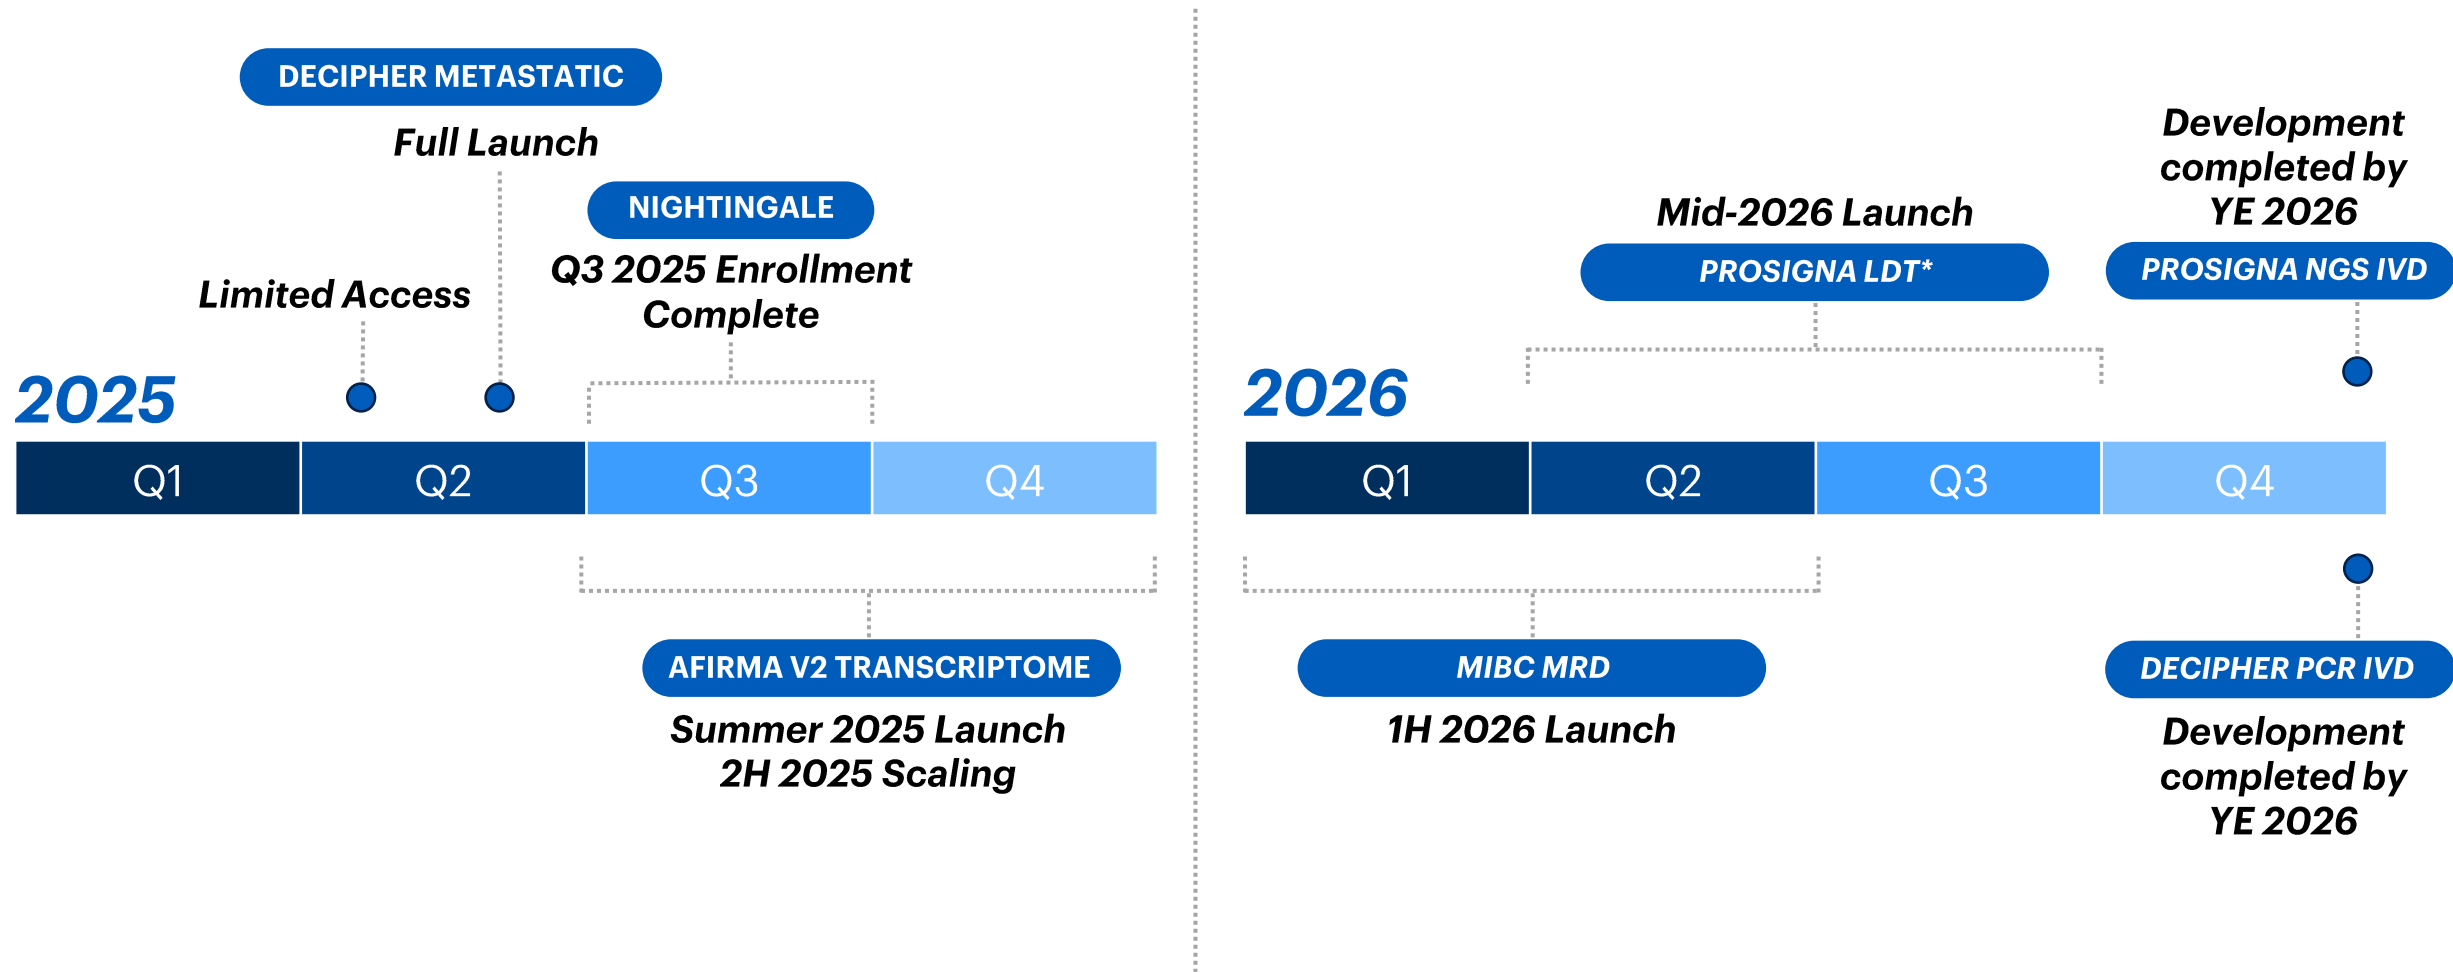 DECIPHER METASTATIC
Full Launch
Limited Access
NIGHTINGALE
Q3 2025 Enrollment
Complete
2025
Q1
Q2
Q3
Q4
AFIRMA V2 TRANSCRIPTOME
Summer 2025 Launch
2H 2025 Scaling
Mid-2026 Launch
PROSIGNA LDT*
Development
completed by
YE 2026
PROSIGNA NGS IVD
2026
Q1
Q2
Q3
Q4
MIBC MRD
1H 2026 Launch
DECIPHER PCR IVD
Development
completed by
YE 2026